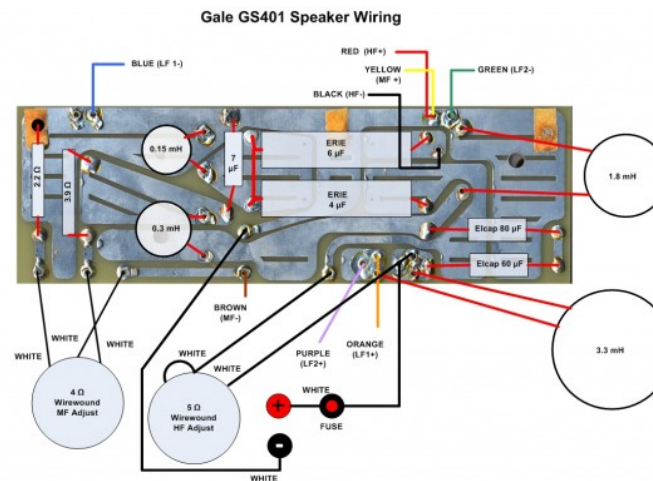 Gale GS401 Speaker Wiring
RED (HF+)
BLUE (LF 1-)
YELLOW
(MF +)
GREEN (LF2-)
BLACK (HF-)
0.15 mH
7
µF
ERIE
6 µF
2.2 Ω
3.9 Ω
1.8 mH
ERIE
4 µF
0.3 mH
Elcap 80 µF
Elcap 60 µF
BROWN
(MF-)
WHITE
WHITE
WHITE
WHITE
WHITE
PURPLE
(LF2+)
ORANGE
(LF1+)
3.3 mH
4 Ω
Wirewound
MF Adjust
5 Ω
Wirewound
HF Adjust
WHITE
+
FUSE
-
WHITE